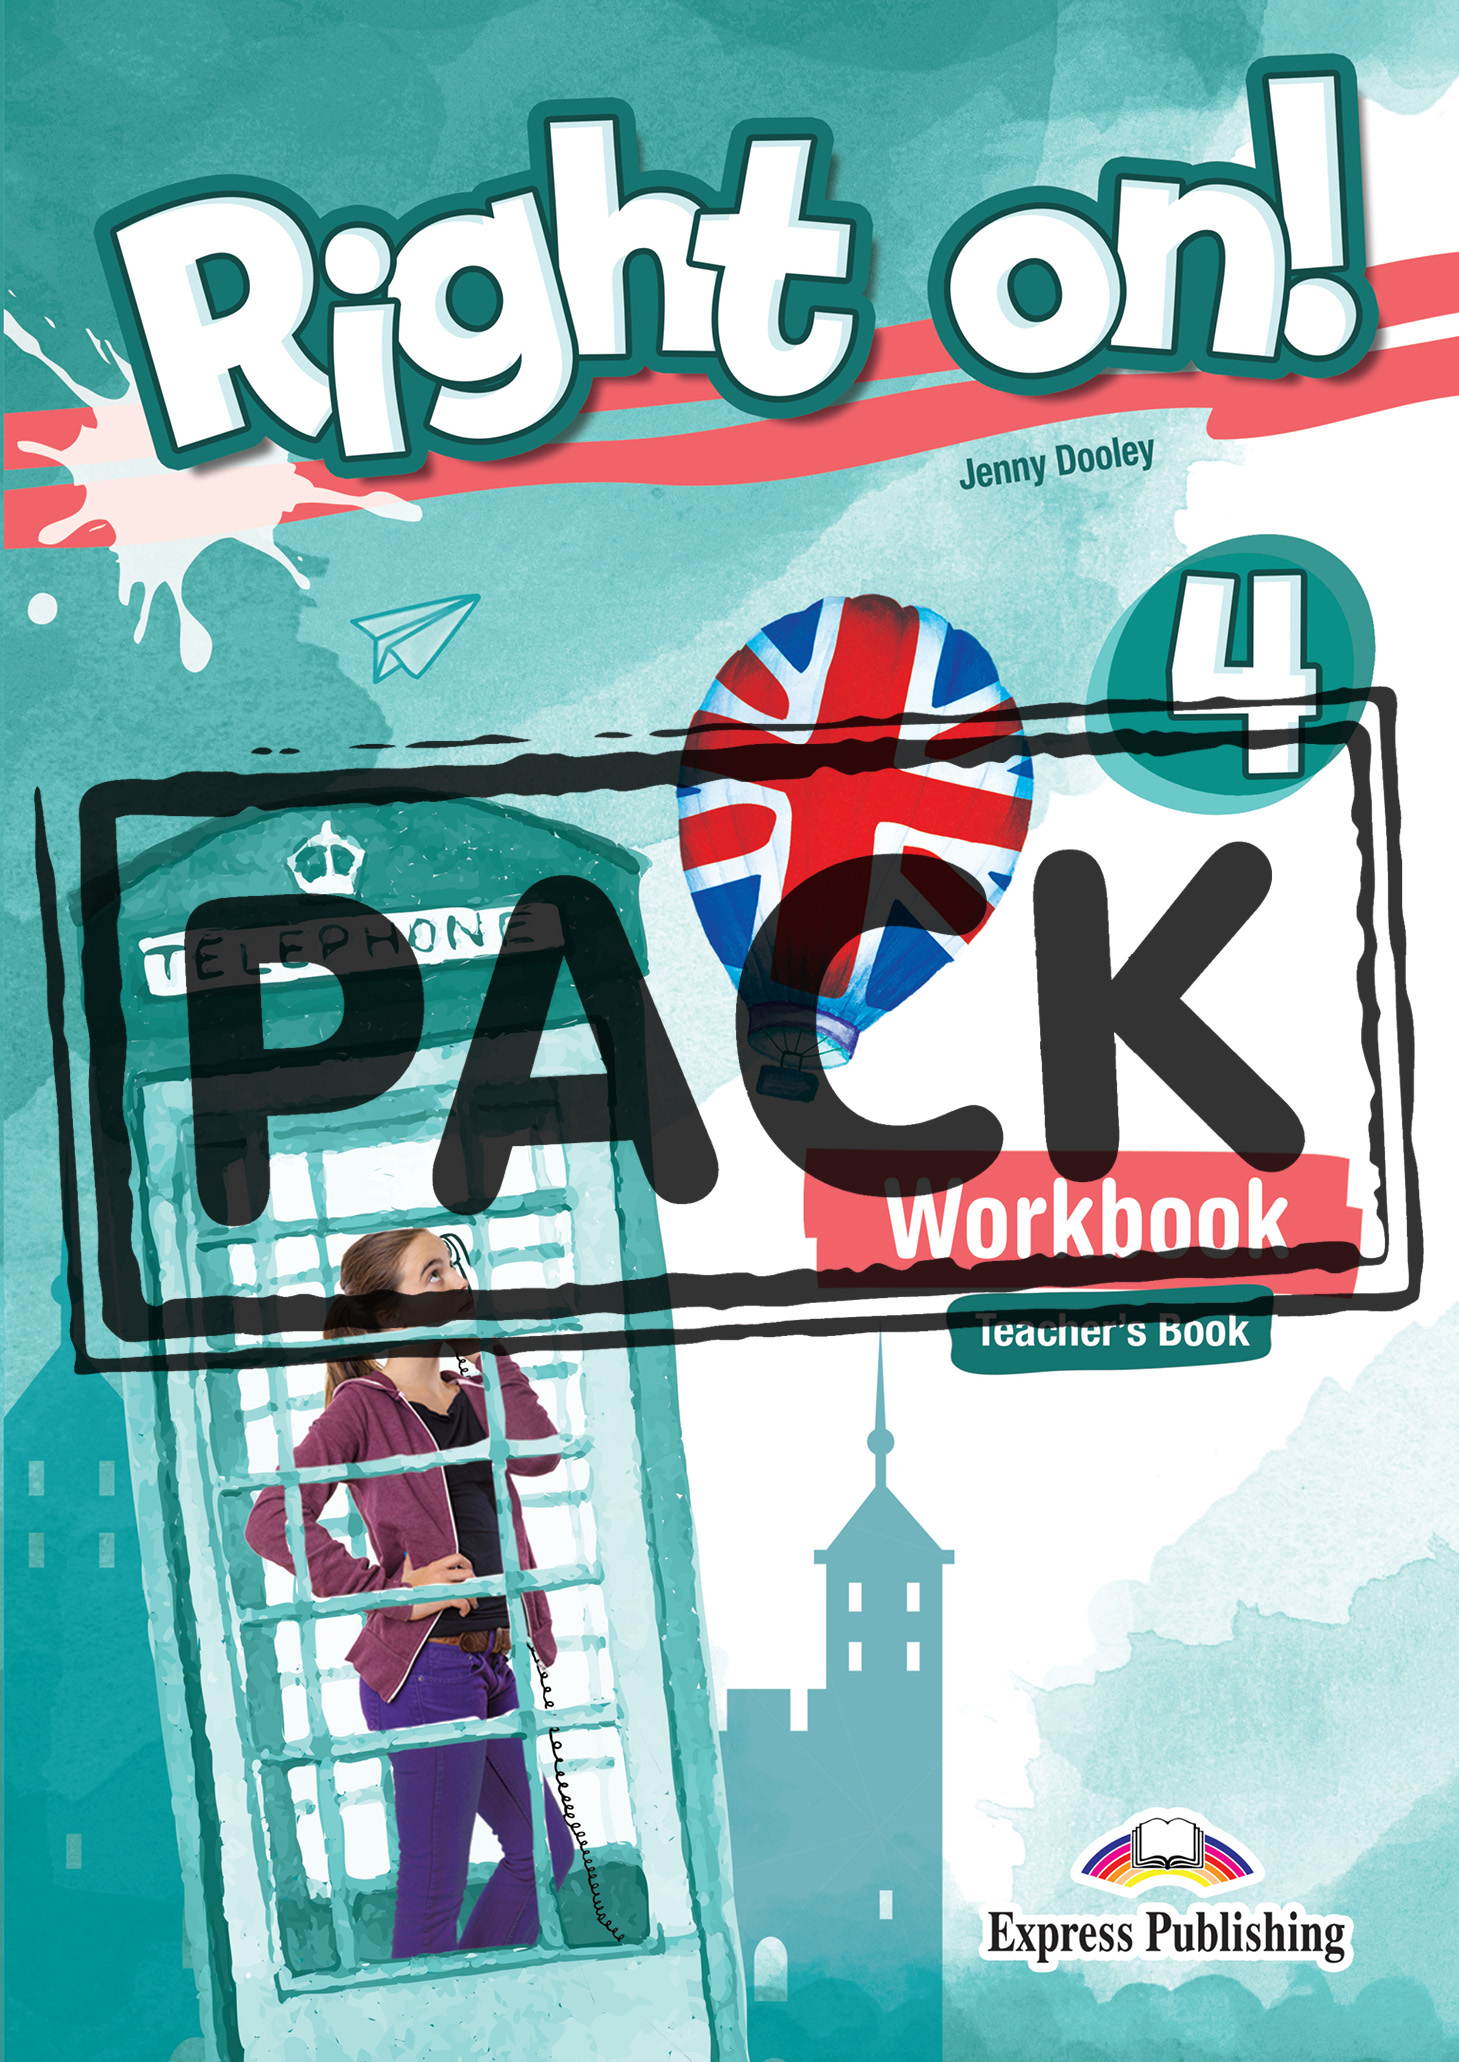 Right on!
Jenny Dooley
4
TELEPHONE
PACK
Workbook
Teacher's Book
Express Publishing